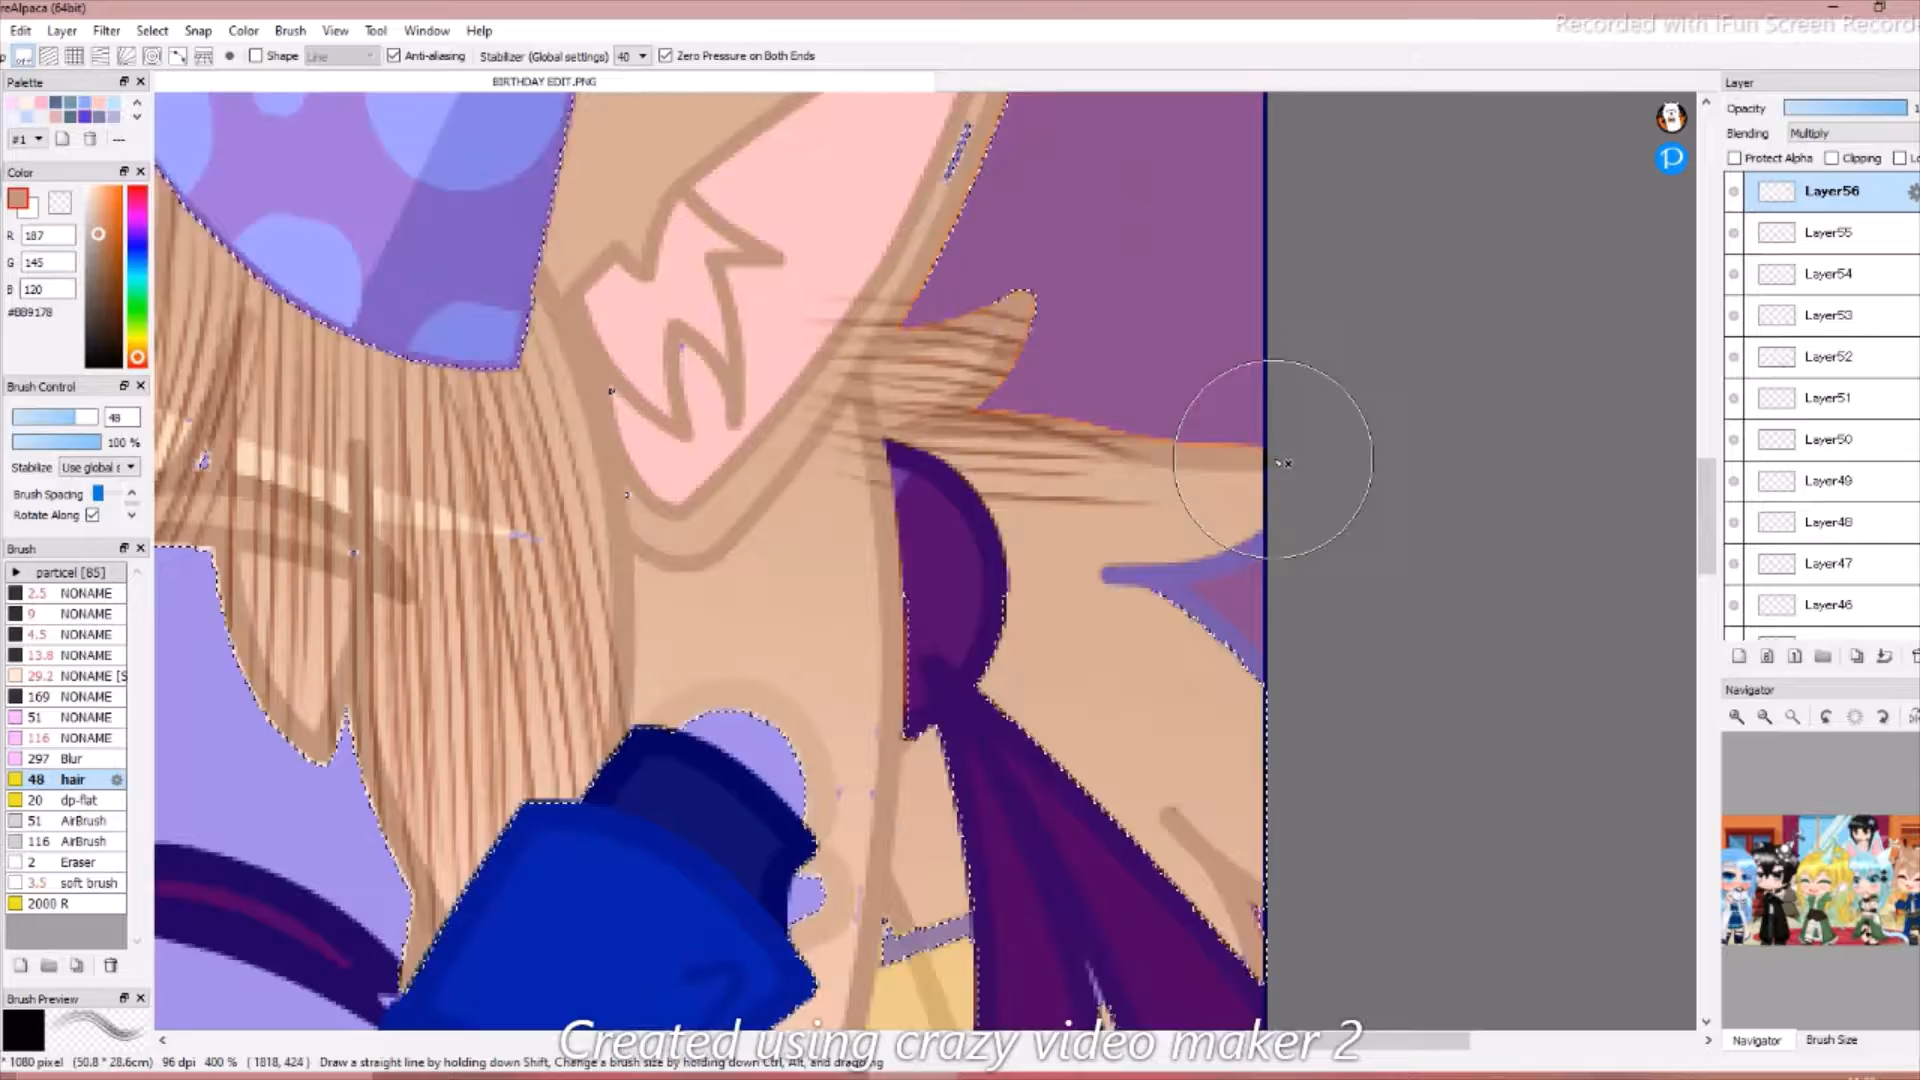 reAlpaca (64bit)
Recorded with iFun Screen Record
Edit Layer Filter Select Snap Color Brush View Tool Window Help
OFF Shape Line Anti-aliasing Stabilizer (Global settings) 40 Zero Pressure on Both Ends
Palette
BIRTHDAY EDIT.PNG
#1
Color
R 187
G 145
B 120
#BB9178
Brush Control
48
100 %
Stabilize Use global s
Brush Spacing
Rotate Along
Brush
particel [85]
2.5 NONAME
9 NONAME
4.5 NONAME
13.8 NONAME
29.2 NONAME [S
169 NONAME
51 NONAME
116 NONAME
297 Blur
48 hair
20 dp-flat
51 AirBrush
116 AirBrush
2 Eraser
3.5 soft brush
2000 R
Brush Preview
Layer
Opacity 1
Blending Multiply
Protect Alpha Clipping Lo
Layer56
Layer55
Layer54
Layer53
Layer52
Layer51
Layer50
Layer49
Layer48
Layer47
Layer46
Navigator
Navigator Brush Size
Created using crazy video maker 2
* 1080 pixel (50.8 * 28.6cm) 96 dpi 400 % ( 1818, 424 ) Draw a straight line by holding down Shift, Change a brush size by holding down Ctrl, Alt, and dragging